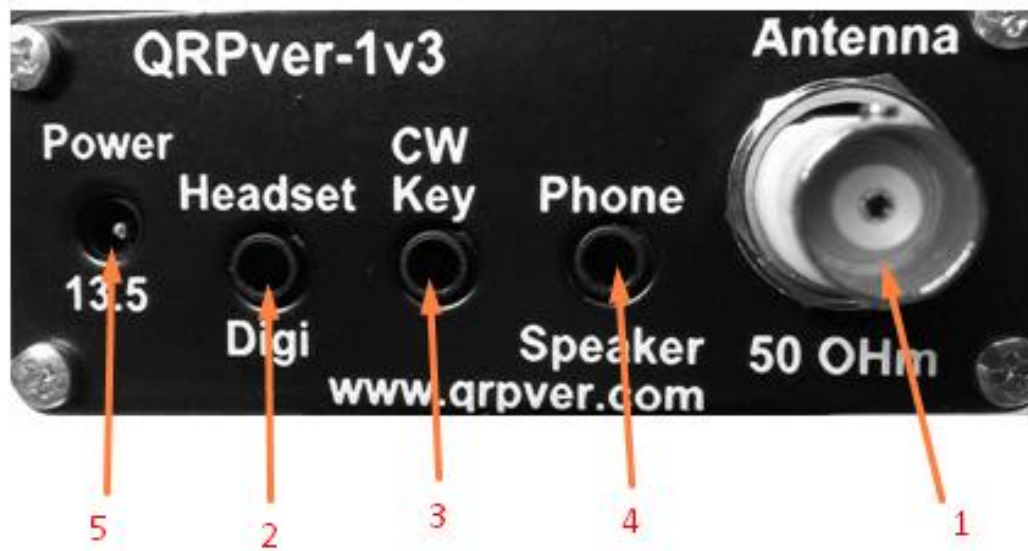 QRPver-1v3
Antenna
Power
CW
Headset
Key
Phone
13.5
Digi
Speaker
50 OHm
www.qrpver.com
5
2
3
4
1